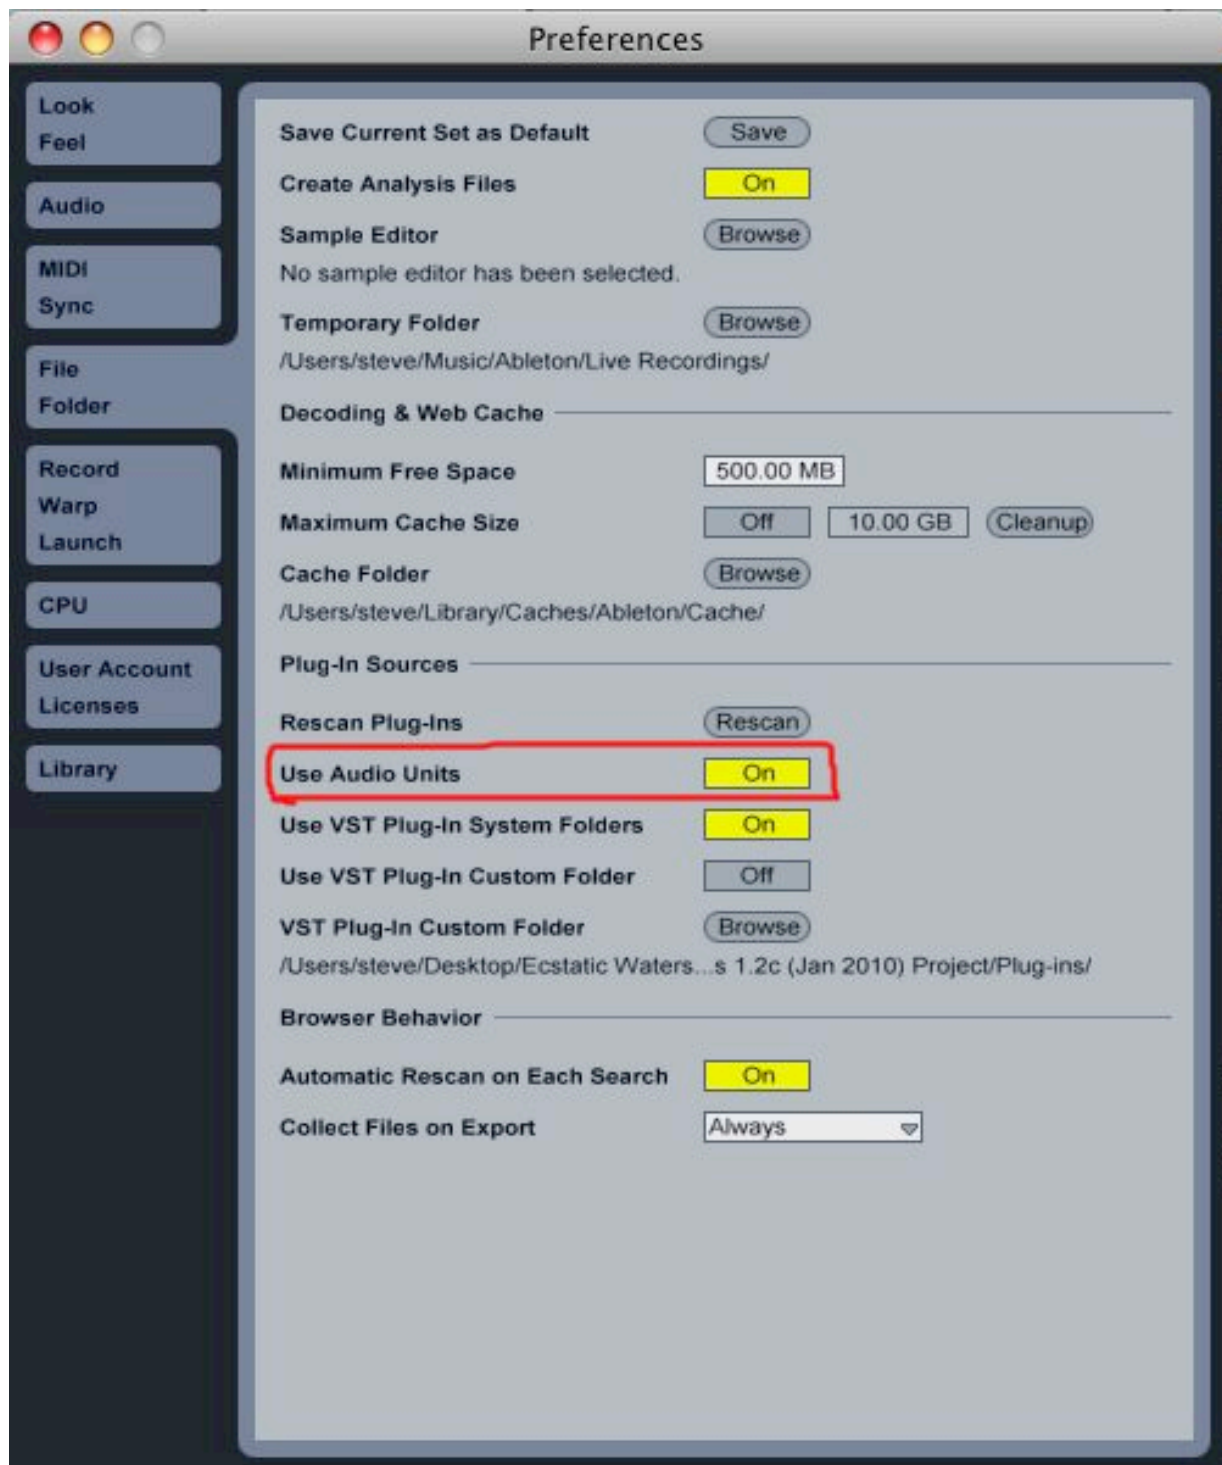 Preferences
Look
Feel
Audio
MIDI
Sync
File
Folder
Record
Warp
Launch
CPU
User Account
Licenses
Library
Save Current Set as Default Save
Create Analysis Files On
Sample Editor Browse
No sample editor has been selected.
Temporary Folder Browse
/Users/steve/Music/Ableton/Live Recordings/
Decoding & Web Cache
Minimum Free Space 500.00 MB
Maximum Cache Size Off 10.00 GB Cleanup
Cache Folder Browse
/Users/steve/Library/Caches/Ableton/Cache/
Plug-In Sources
Rescan Plug-Ins Rescan
Use Audio Units On
Use VST Plug-In System Folders On
Use VST Plug-In Custom Folder Off
VST Plug-In Custom Folder Browse
/Users/steve/Desktop/Ecstatic Waters...s 1.2c (Jan 2010) Project/Plug-ins/
Browser Behavior
Automatic Rescan on Each Search On
Collect Files on Export Always